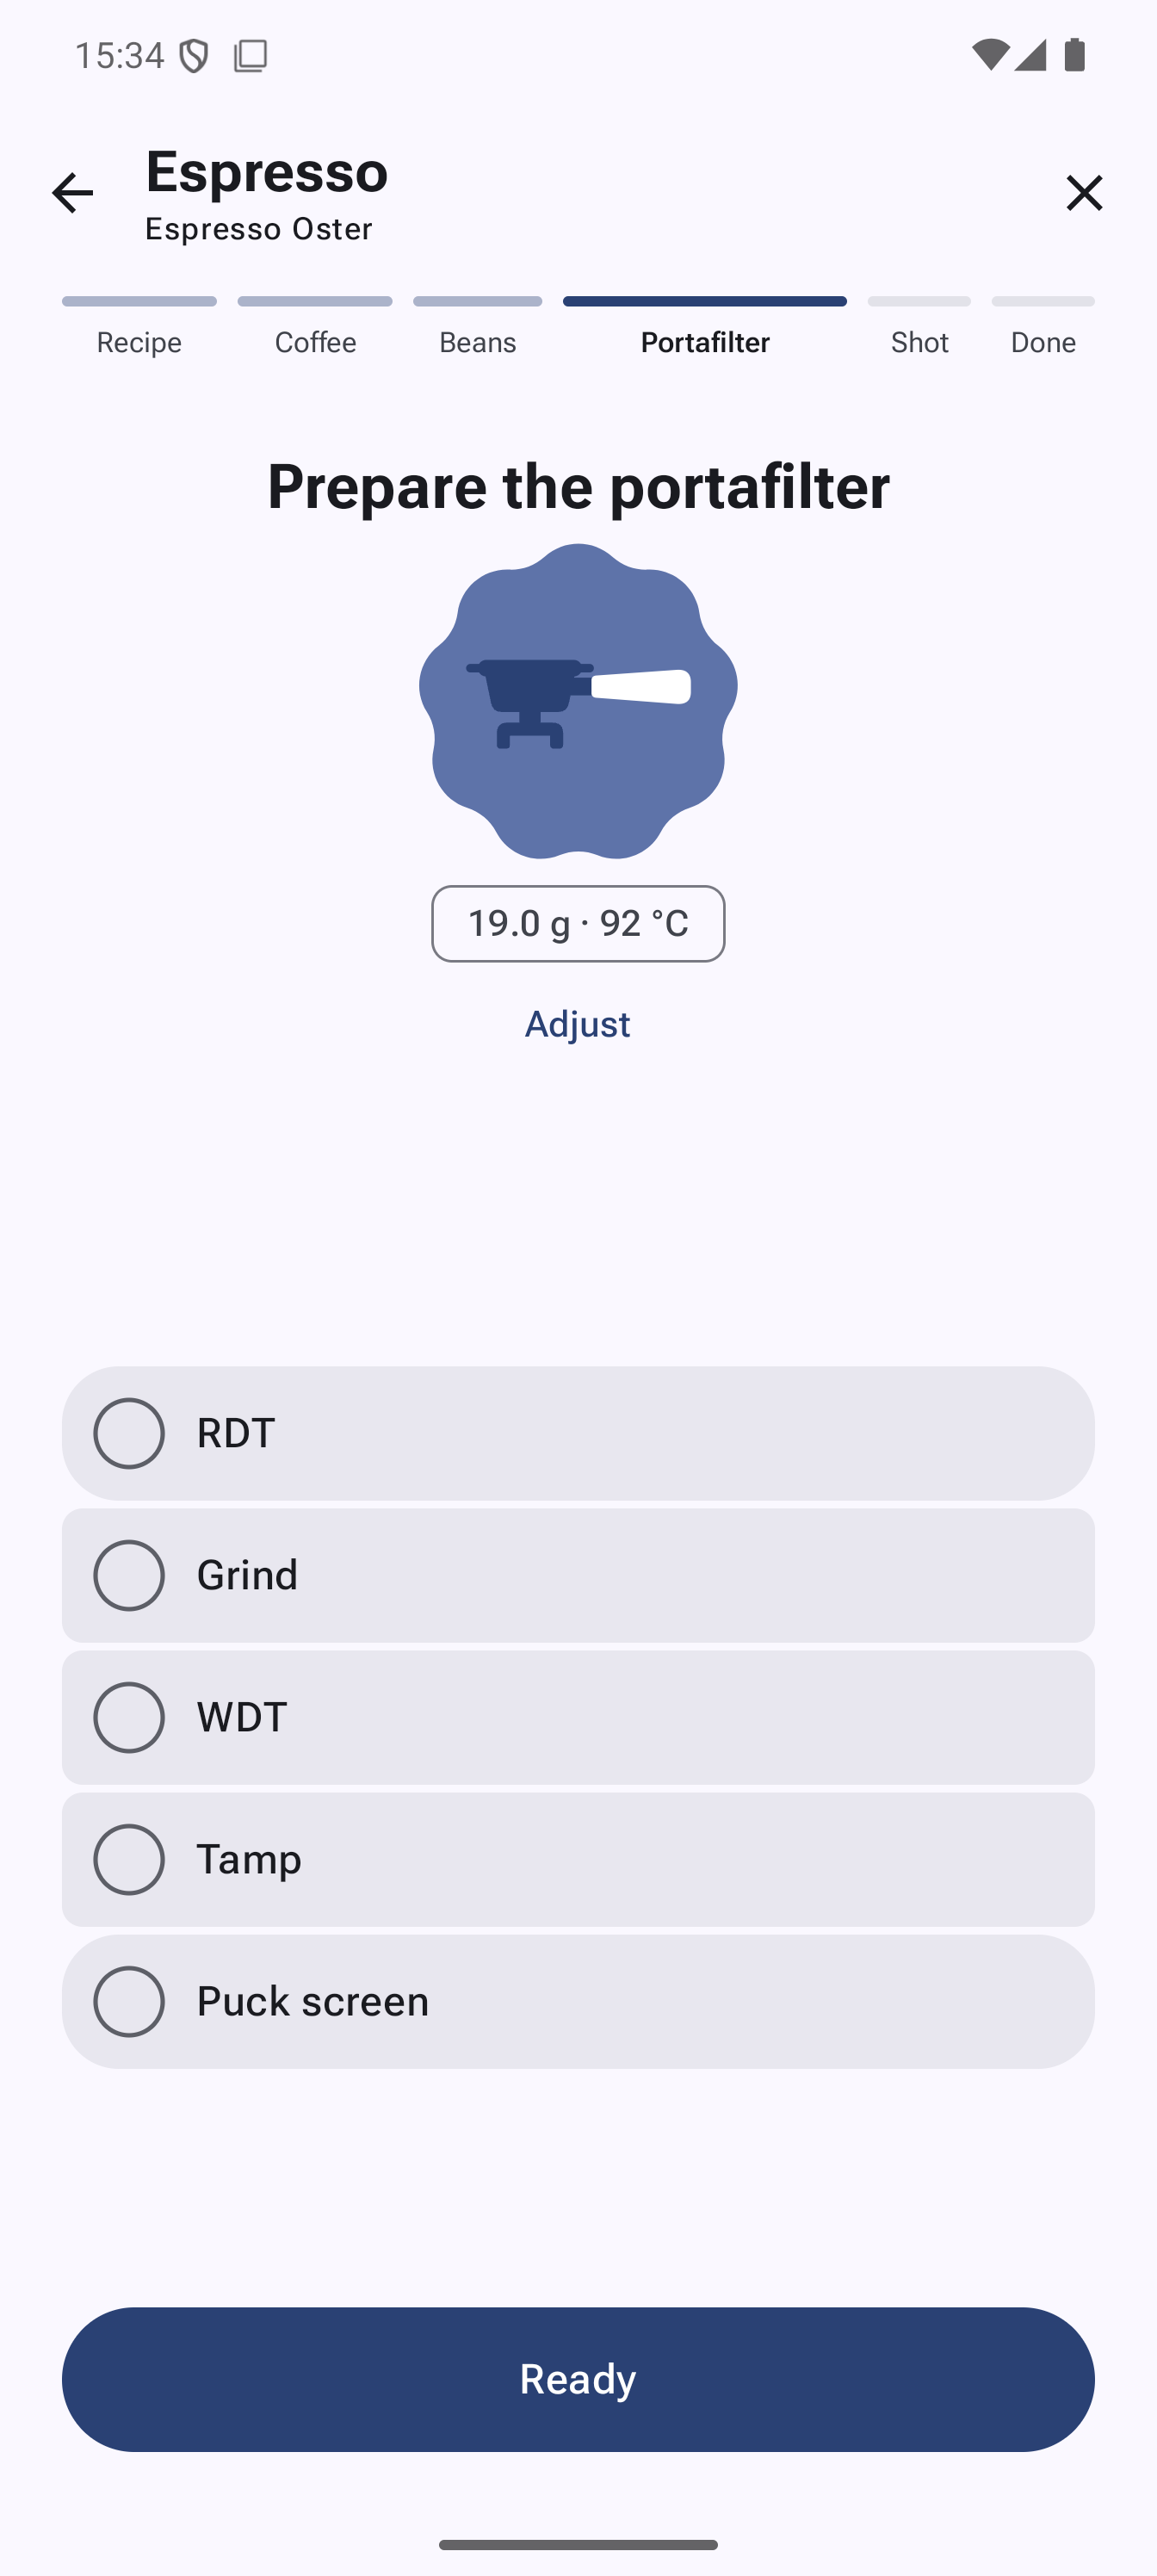 15:34
Espresso
Espresso Oster
Recipe Coffee Beans Portafilter Shot Done
Prepare the portafilter
19.0 g · 92 °C
Adjust
RDT
Grind
WDT
Tamp
Puck screen
Ready